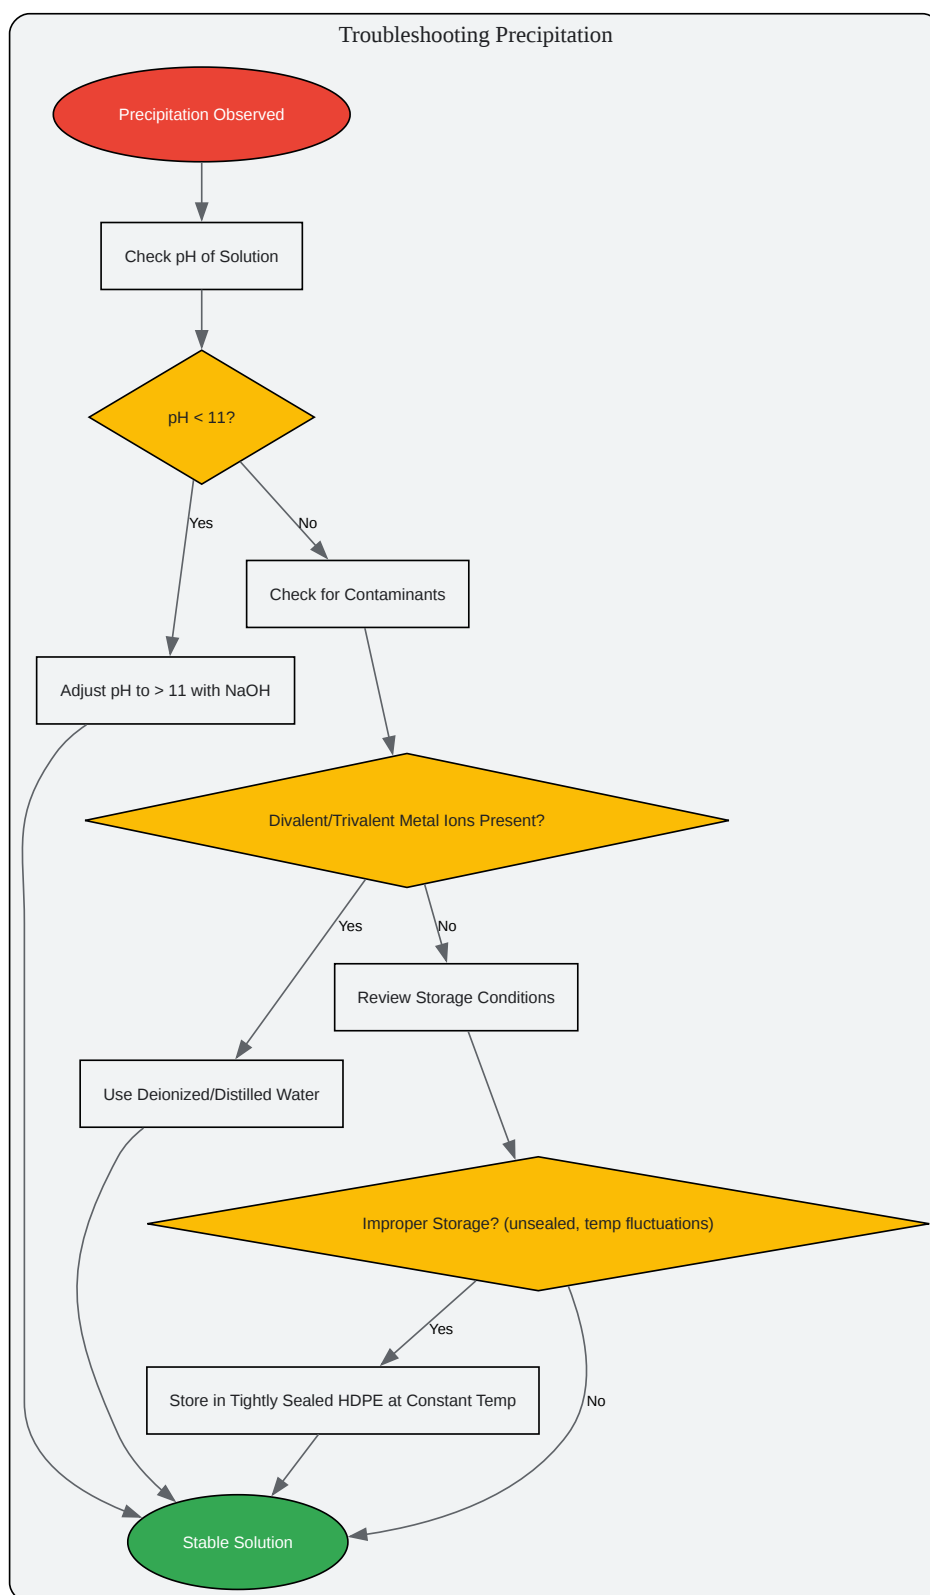 Troubleshooting Precipitation
Precipitation Observed
Check pH of Solution
pH < 11?
Yes
No
Check for Contaminants
Adjust pH to > 11 with NaOH
Divalent/Trivalent Metal Ions Present?
Yes
No
Review Storage Conditions
Use Deionized/Distilled Water
Improper Storage? (unsealed, temp fluctuations)
Yes
Store in Tightly Sealed HDPE at Constant Temp
No
Stable Solution